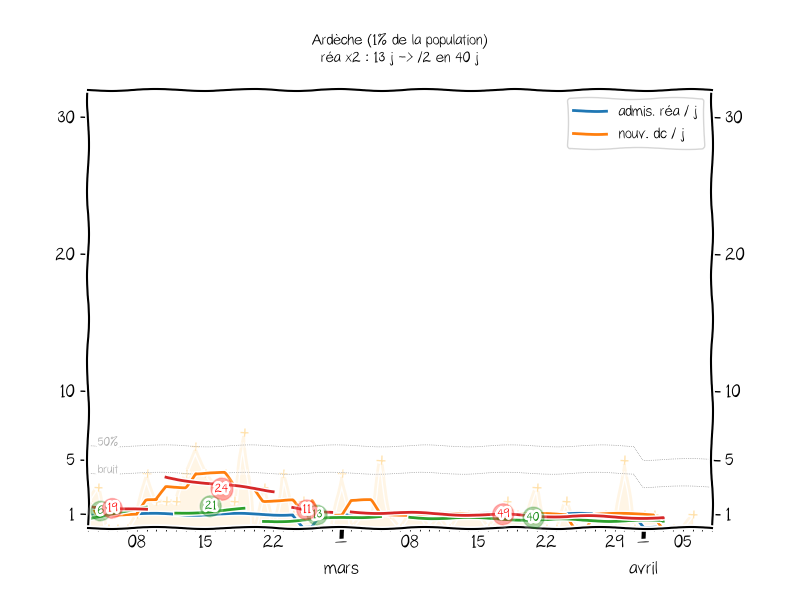 Ardèche (1% de la population)
réa x2 : 13 j -> /2 en 40 j
admis. réa / j
nouv. dc / j
30 30
20 20
10 10
50%
5 5
bruit
24
6 19 21 11 13 49 40
1 1
08 15 22 — 08 15 22 29 — 05
mars avril